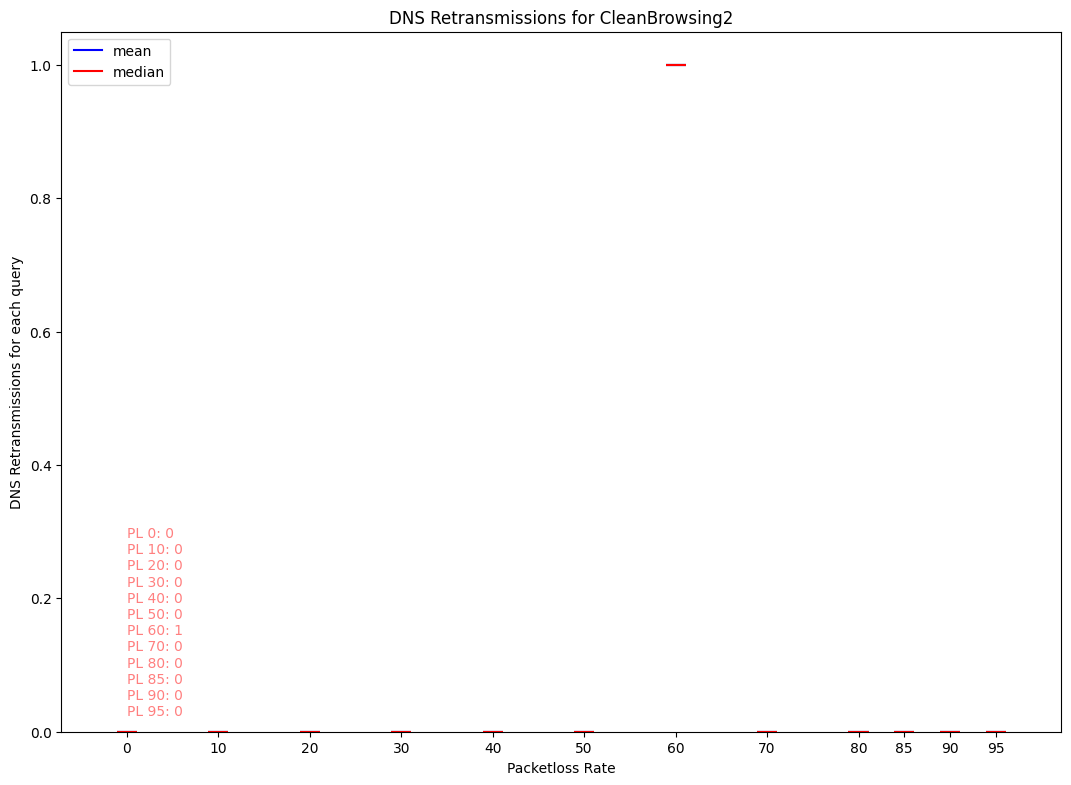 DNS Retransmissions for CleanBrowsing2
mean
median
1.0
0.8
0.6
0.4
0.2
0.0
DNS Retransmissions for each query
PL 0: 0
PL 10: 0
PL 20: 0
PL 30: 0
PL 40: 0
PL 50: 0
PL 60: 1
PL 70: 0
PL 80: 0
PL 85: 0
PL 90: 0
PL 95: 0
0 10 20 30 40 50 60 70 80 85 90 95
Packetloss Rate